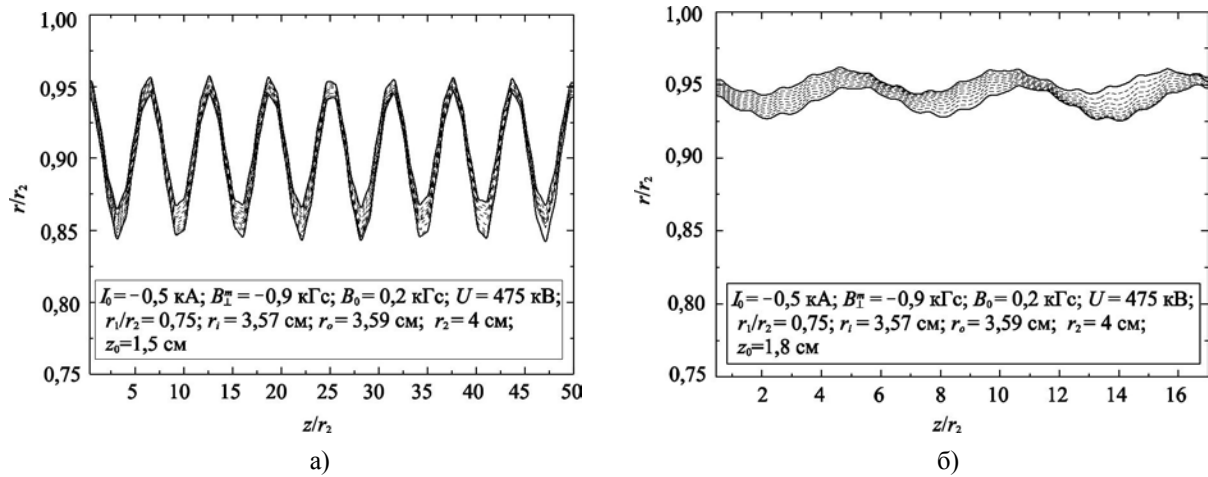 1,00
0,95
0,90
0,85
0,80
0,75
r/r₂
I₀ = −0,5 кА; B⊥ᵐ = −0,9 кГс; B₀ = 0,2 кГс; U = 475 кВ;
r₁/r₂ = 0,75; rᵢ = 3,57 см; rₒ = 3,59 см; r₂ = 4 см;
z₀=1,5 см
5 10 15 20 25 30 35 40 45 50
z/r₂
а)
1,00
0,95
0,90
0,85
0,80
0,75
r/r₂
I₀ = −0,5 кА; B⊥ᵐ = −0,9 кГс; B₀ = 0,2 кГс; U = 475 кВ;
r₁/r₂ = 0,75; rᵢ = 3,57 см; rₒ = 3,59 см; r₂ = 4 см;
z₀=1,8 см
2 4 6 8 10 12 14 16
z/r₂
б)